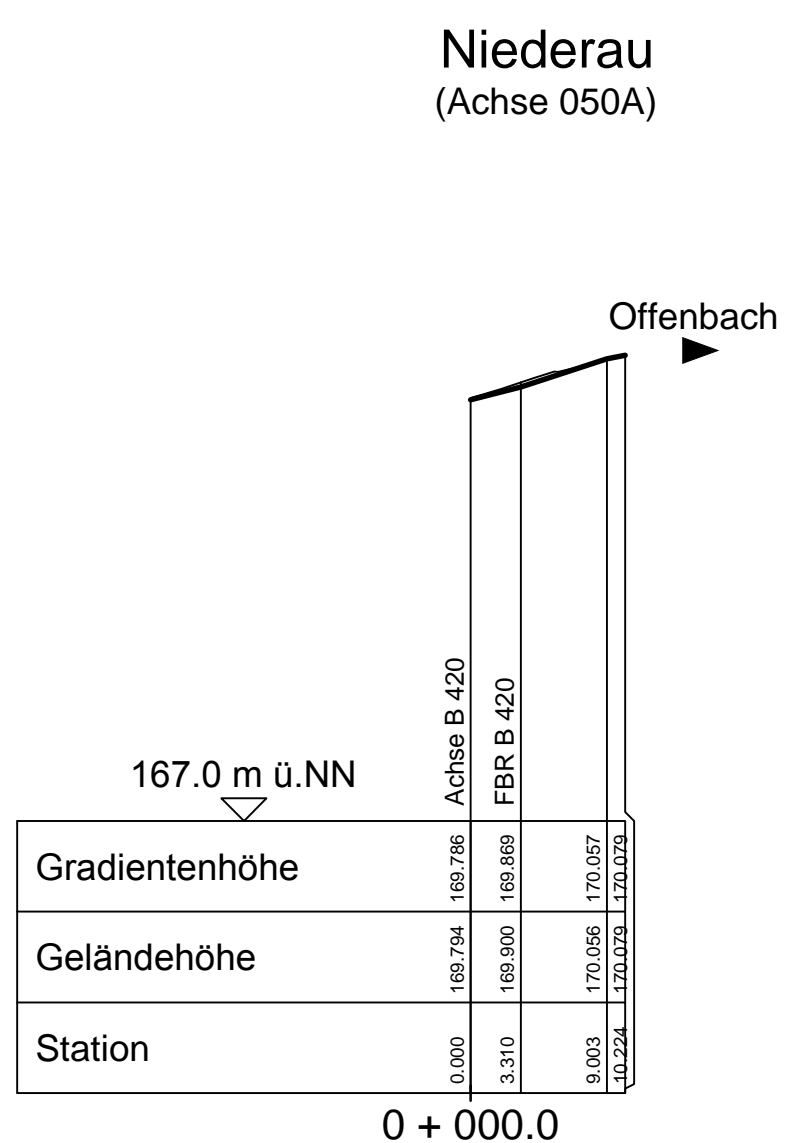 Niederau
(Achse 050A)
Offenbach
Achse B 420
FBR B 420
167.0 m ü.NN
Gradientenhöhe 169.786 169.869 170.057 170.079
Geländehöhe 169.794 169.900 170.056 170.079
Station 0.000 3.310 9.003 10.224
0 + 000.0